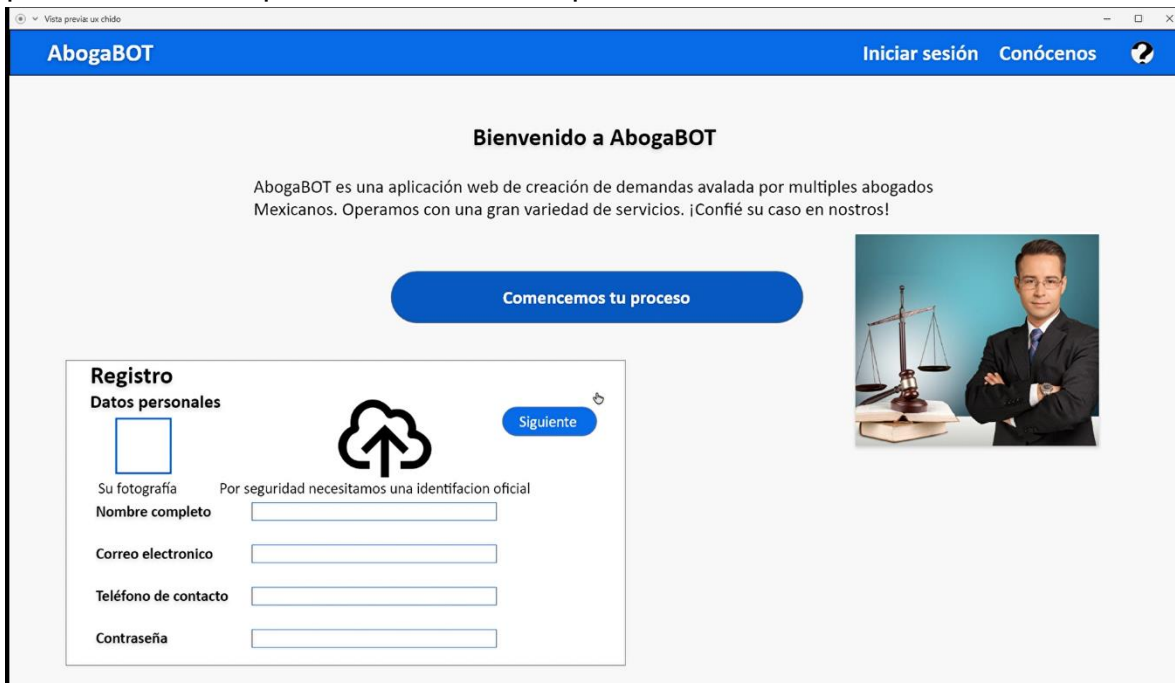 Vista previa: ux chido
AbogaBOT
Iniciar sesión Conócenos ?
Bienvenido a AbogaBOT
AbogaBOT es una aplicación web de creación de demandas avalada por multiples abogados
Mexicanos. Operamos con una gran variedad de servicios. ¡Confié su caso en nostros!
Comencemos tu proceso
Registro
Datos personales
Siguiente
Su fotografía Por seguridad necesitamos una identifacion oficial
Nombre completo
Correo electronico
Teléfono de contacto
Contraseña